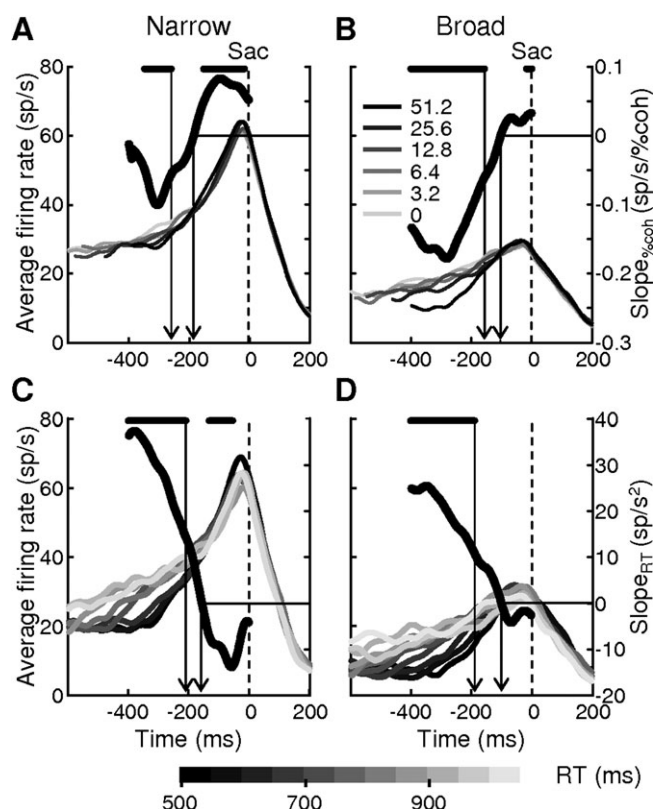 A Narrow B Broad
Sac Sac
80 0.1
51.2
25.6
60 0
12.8
6.4
40 -0.1
3.2
0
20 -0.2
0 -0.3
-400 -200 0 200 -400 -200 0 200
Average firing rate (sp/s)
Slope%coh (sp/s/%coh)
C D
80 40
30
60 20
40 10
20 0
-10
0 -20
-400 -200 0 200 -400 -200 0 200
Average firing rate (sp/s)
SlopeRT (sp/s²)
Time (ms) Time (ms)
RT (ms)
500 700 900